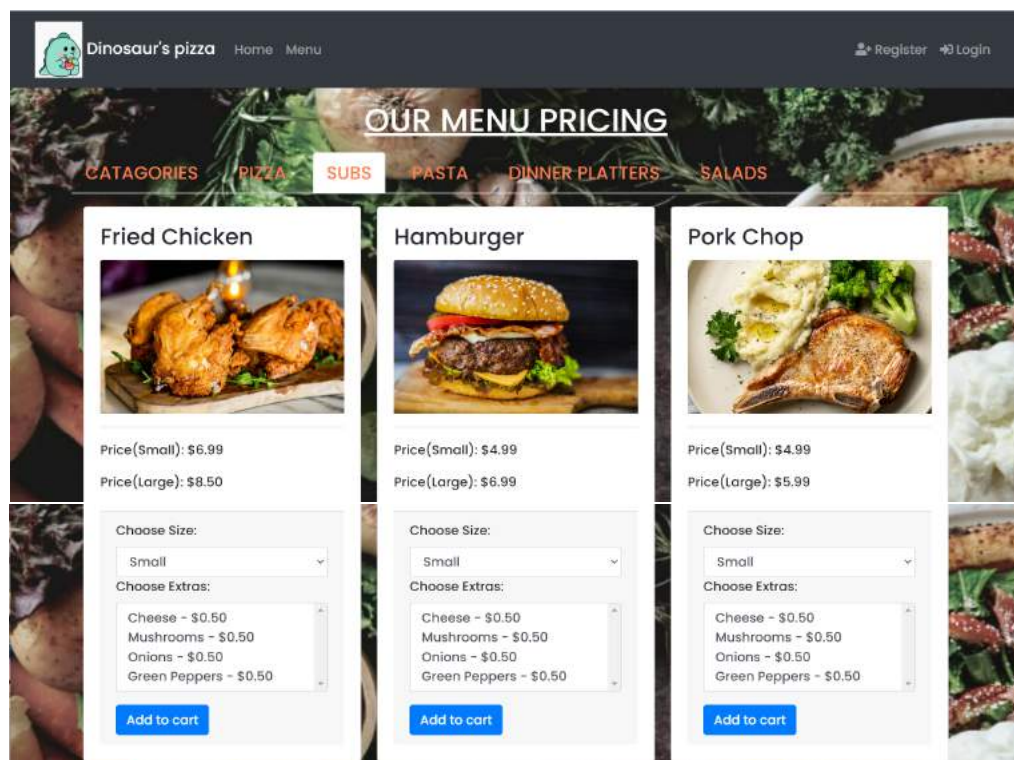 Dinosaur's pizza Home Menu Register Login
OUR MENU PRICING
CATAGORIES PIZZA SUBS PASTA DINNER PLATTERS SALADS
Fried Chicken
Price(Small): $6.99
Price(Large): $8.50
Choose Size:
Small
Choose Extras:
Cheese - $0.50
Mushrooms - $0.50
Onions - $0.50
Green Peppers - $0.50
Add to cart
Hamburger
Price(Small): $4.99
Price(Large): $6.99
Choose Size:
Small
Choose Extras:
Cheese - $0.50
Mushrooms - $0.50
Onions - $0.50
Green Peppers - $0.50
Add to cart
Pork Chop
Price(Small): $4.99
Price(Large): $5.99
Choose Size:
Small
Choose Extras:
Cheese - $0.50
Mushrooms - $0.50
Onions - $0.50
Green Peppers - $0.50
Add to cart